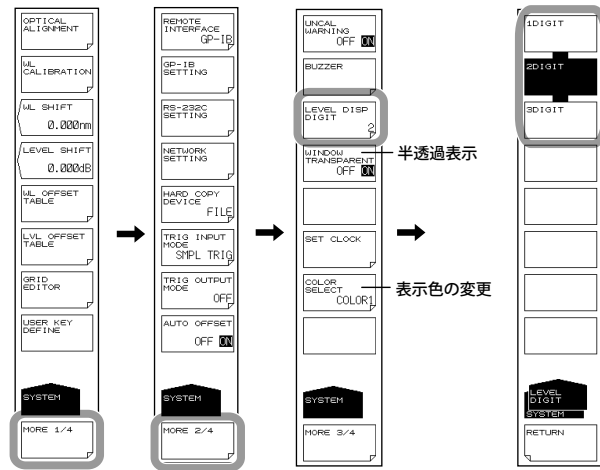 OPTICAL
ALIGNMENT
WL
CALIBRATION
WL SHIFT
0.000nm
LEVEL SHIFT
0.000dB
WL OFFSET
TABLE
LVL OFFSET
TABLE
GRID
EDITOR
USER KEY
DEFINE
SYSTEM
MORE 1/4
REMOTE
INTERFACE
GP-IB
GP-IB
SETTING
RS-232C
SETTING
NETWORK
SETTING
HARD COPY
DEVICE
FILE
TRIG INPUT
MODE
SMPL TRIG
TRIG OUTPUT
MODE
OFF
AUTO OFFSET
OFF ON
SYSTEM
MORE 2/4
UNCAL
WARNING
OFF ON
BUZZER
LEVEL DISP
DIGIT
2
WINDOW
TRANSPARENT
OFF ON
半透過表示
SET CLOCK
COLOR
SELECT
COLOR1
表示色の変更
SYSTEM
MORE 3/4
1DIGIT
2DIGIT
3DIGIT
LEVEL
DIGIT
SYSTEM
RETURN